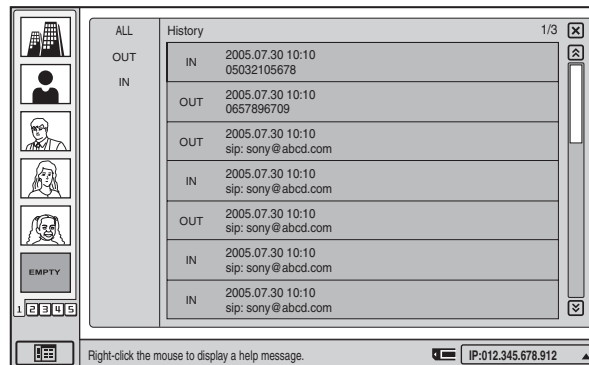 ALL
OUT
IN
History
1/3
IN
2005.07.30 10:10
05032105678
OUT
2005.07.30 10:10
0657896709
OUT
2005.07.30 10:10
sip: sony@abcd.com
IN
2005.07.30 10:10
sip: sony@abcd.com
OUT
2005.07.30 10:10
sip: sony@abcd.com
IN
2005.07.30 10:10
sip: sony@abcd.com
IN
2005.07.30 10:10
sip: sony@abcd.com
EMPTY
1 2 3 4 5
Right-click the mouse to display a help message.
IP:012.345.678.912